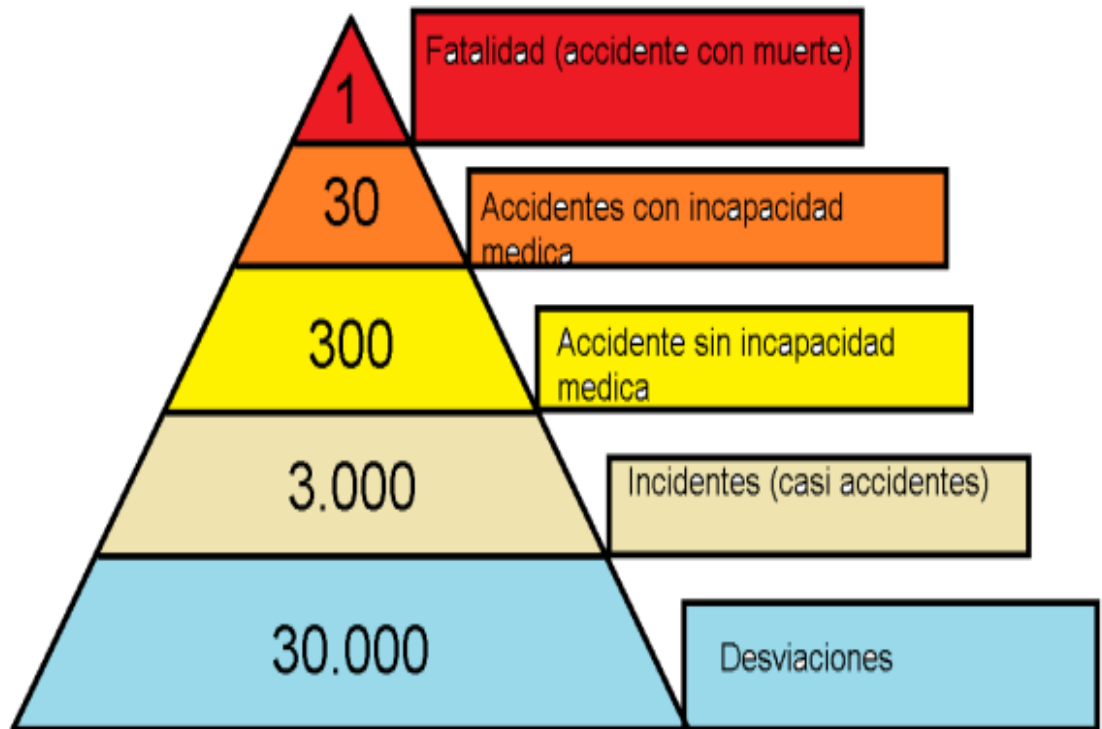 1
Fatalidad (accidente con muerte)
30
Accidentes con incapacidad
medica
300
Accidente sin incapacidad
medica
3.000
Incidentes (casi accidentes)
30.000
Desviaciones